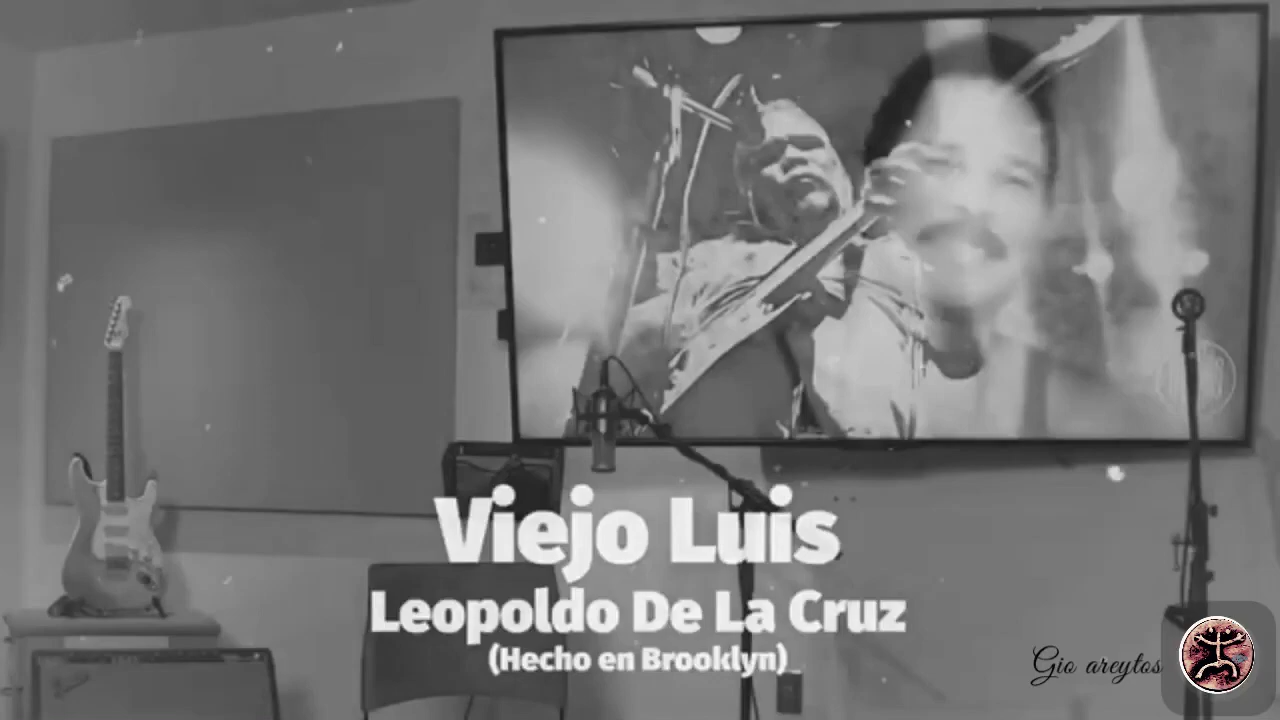 Viejo Luis
Leopoldo De La Cruz
(Hecho en Brooklyn)
Gio areytos